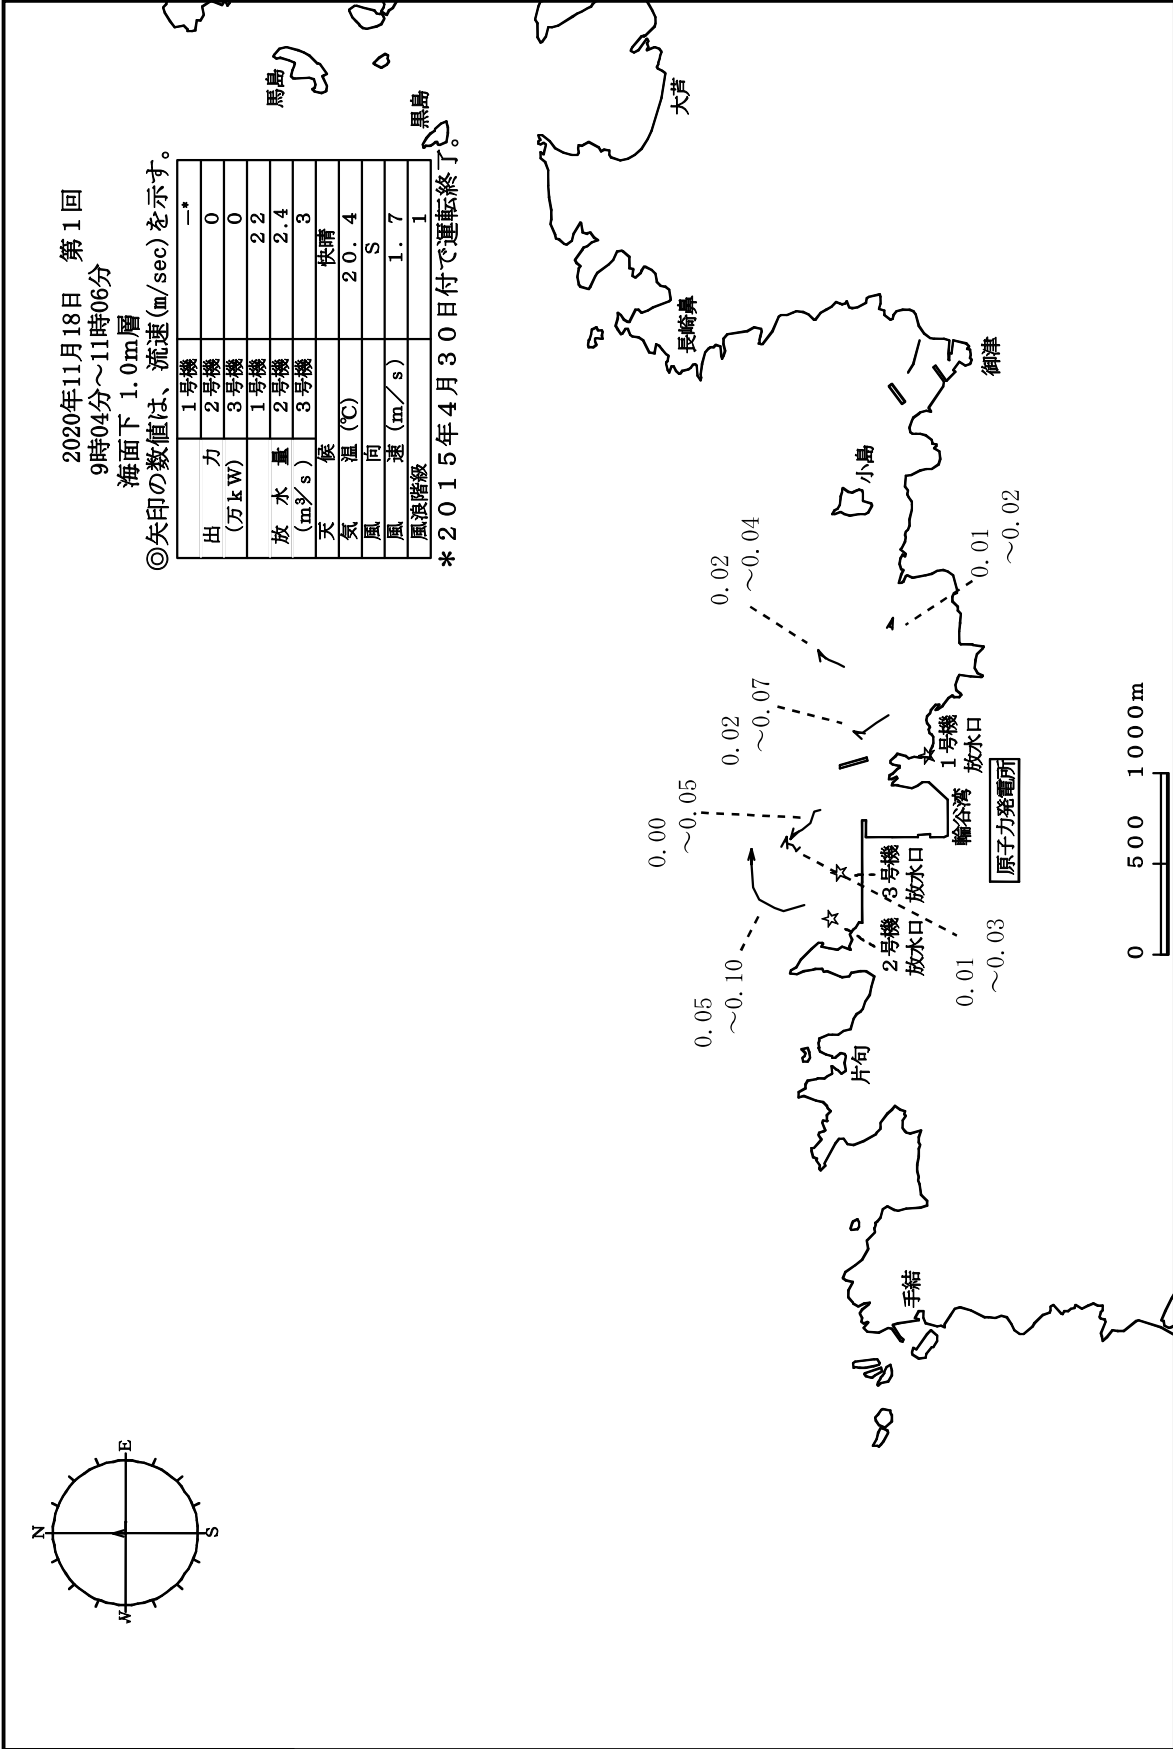 2020年11月18日　第１回
9時04分～11時06分
海面下 1.0m層
◎矢印の数値は、流速(m/sec)を示す。
１号機　—*
出　力　２号機　０
(万ｋW)　３号機　０
１号機　２２
放　水　量　２号機　2.4
(m³／s)　３号機　３
天　候　快晴
気　温　(℃)　２０．４
風　向　Ｓ
風　速　(m／s)　１．７
風浪階級　１
＊２０１５年４月３０日付で運転終了。
N
W
E
S
馬島
黒島
大芦
長崎鼻
御津
小島
0.02
～0.04
0.01
～0.02
0.02
～0.07
0.00
～0.05
0.05
～0.10
0.01
～0.03
１号機
放水口
２号機
放水口
３号機
放水口
輪谷湾
原子力発電所
片句
手結
０　５００　１０００m